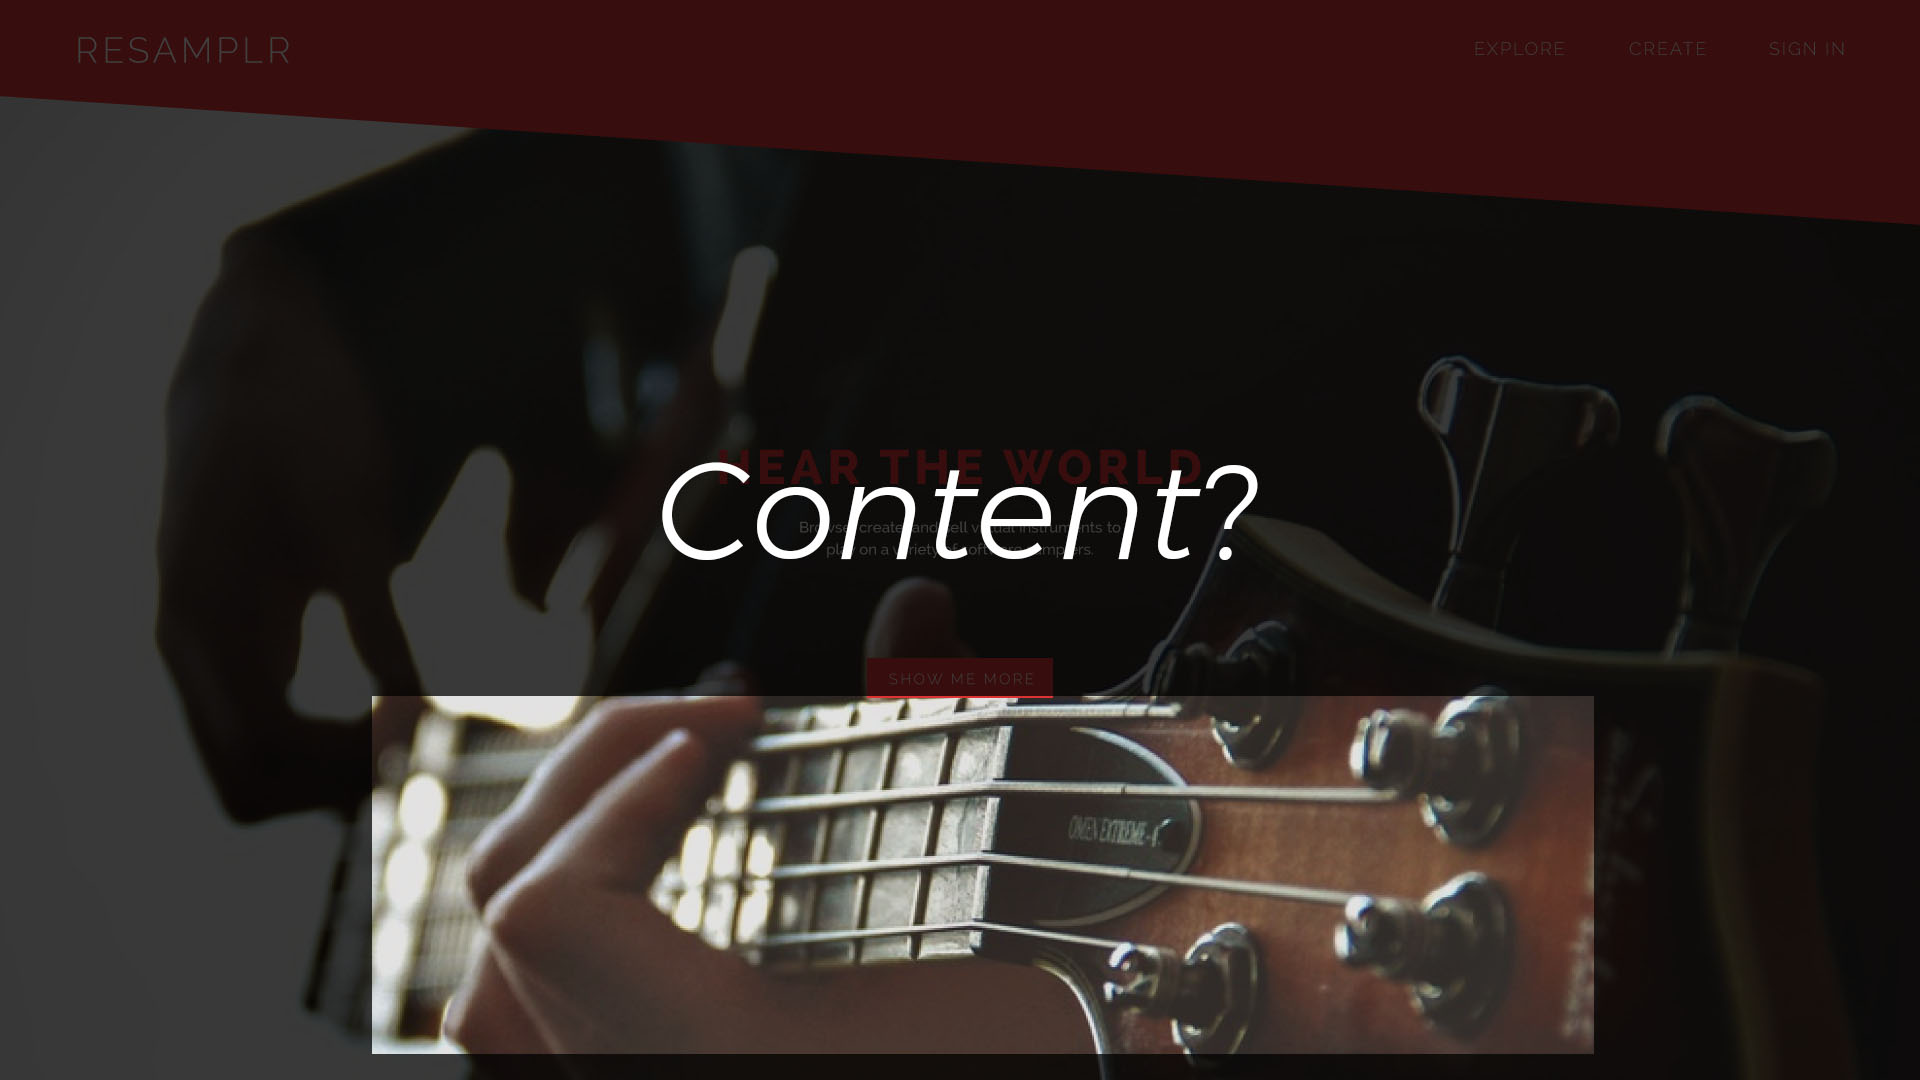 RESAMPLR
EXPLORE CREATE SIGN IN
HEAR THE WORLD
Content?
Browse, create, and sell virtual instruments to
play on a variety of software samplers.
SHOW ME MORE
OMEN EXTREME-4